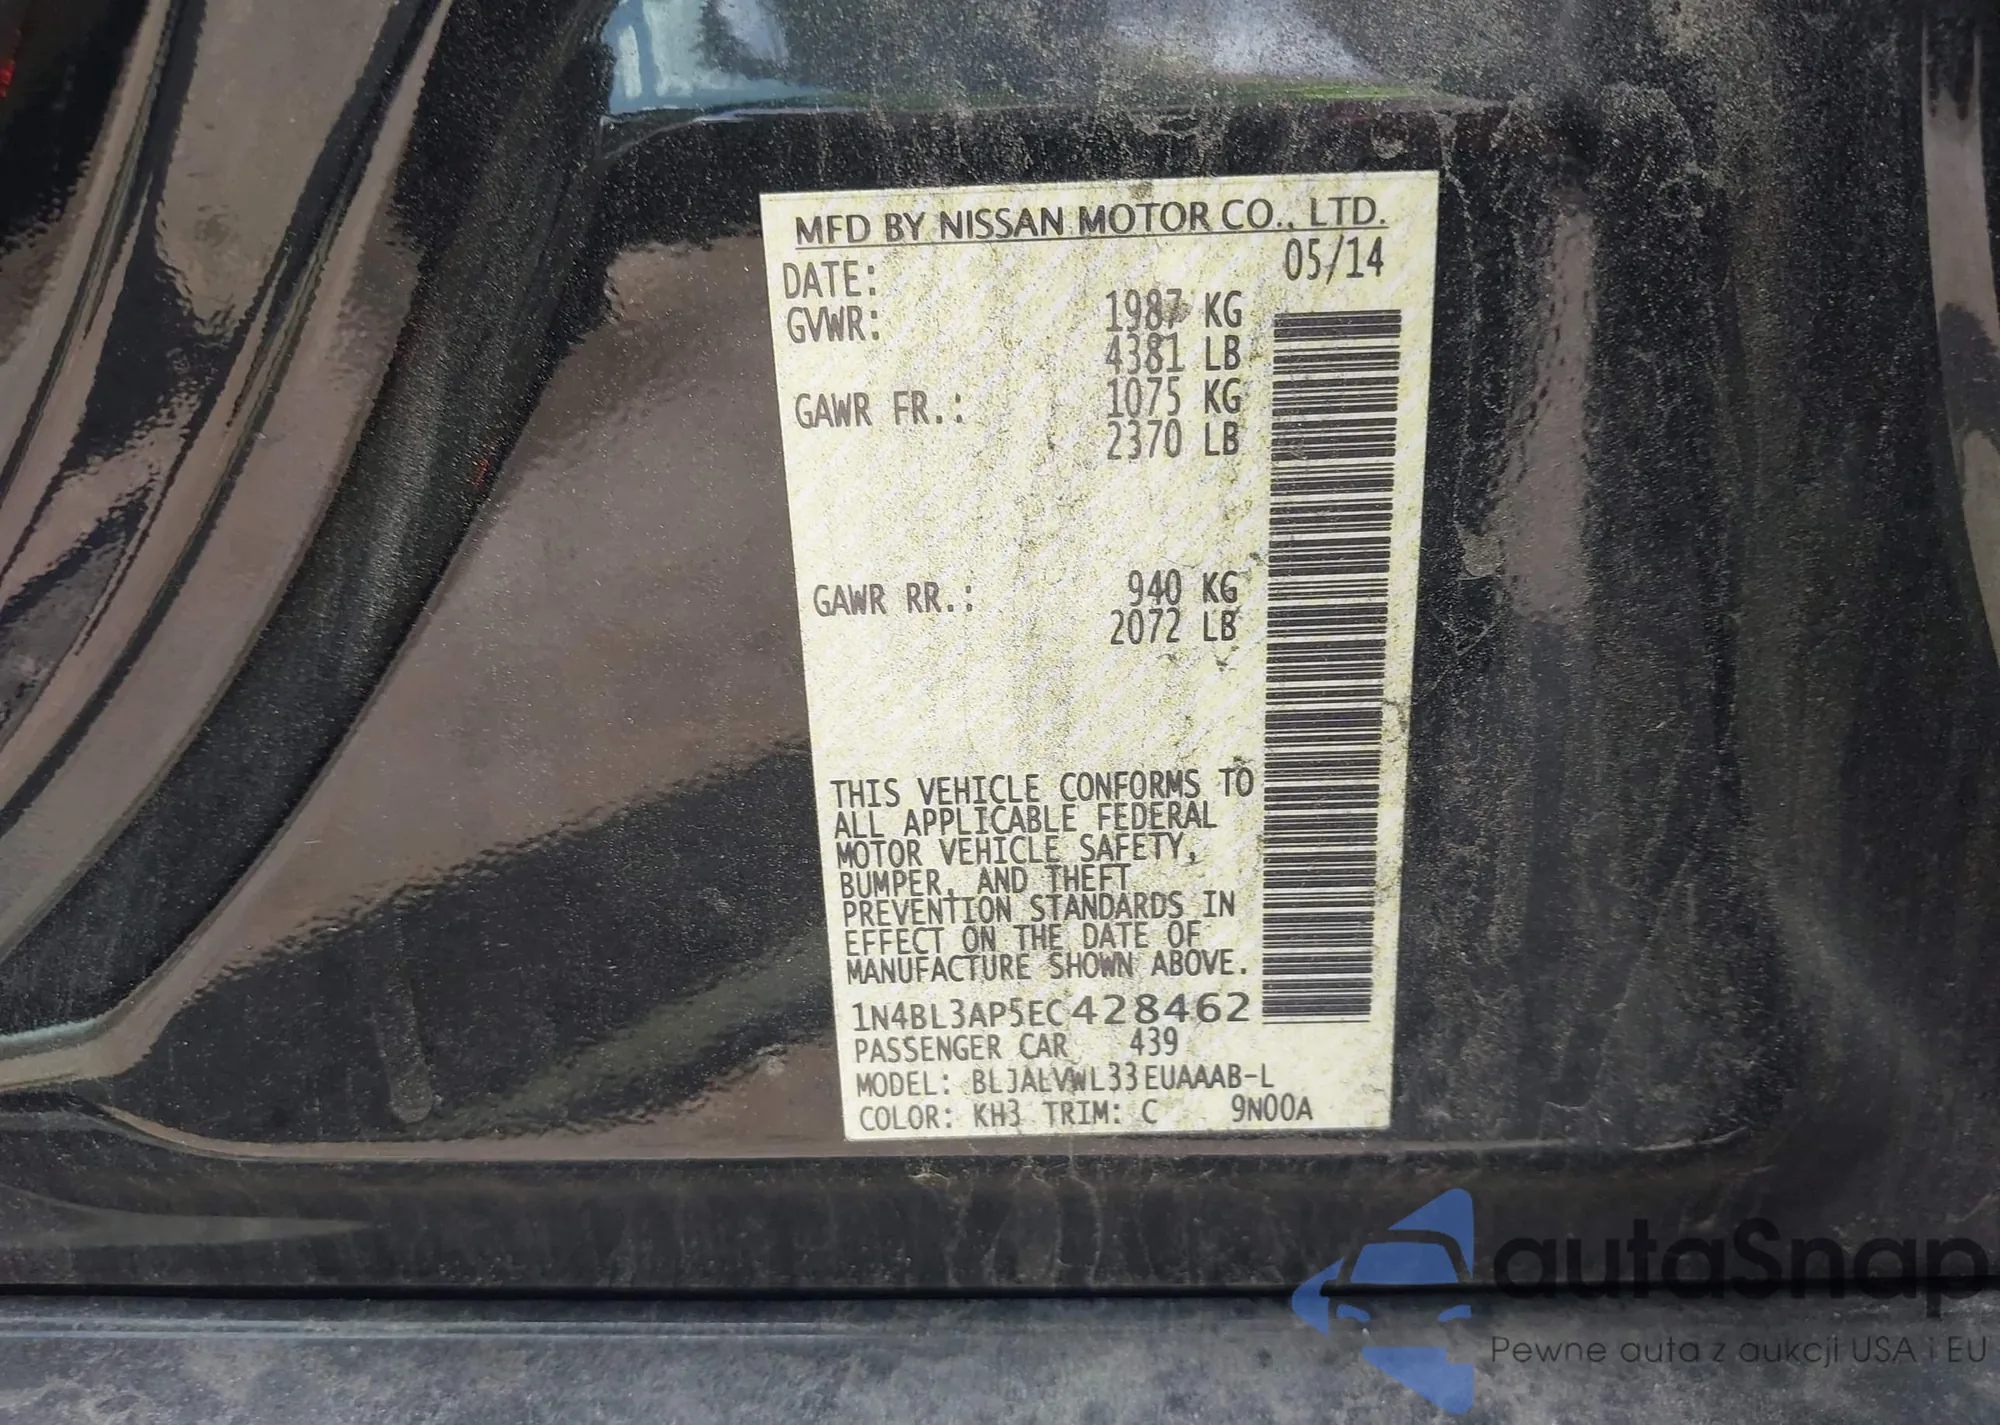 MFD BY NISSAN MOTOR CO., LTD.
DATE: 05/14
GVWR: 1987 KG
4381 LB
GAWR FR.: 1075 KG
2370 LB
GAWR RR.: 940 KG
2072 LB
THIS VEHICLE CONFORMS TO
ALL APPLICABLE FEDERAL
MOTOR VEHICLE SAFETY,
BUMPER, AND THEFT
PREVENTION STANDARDS IN
EFFECT ON THE DATE OF
MANUFACTURE SHOWN ABOVE.
1N4BL3AP5EC428462
PASSENGER CAR 439
MODEL: BLJALVWL33EUAAAB-L
COLOR: KH3 TRIM: C 9N00A
autaSnap
Pewne auta z aukcji USA i EU